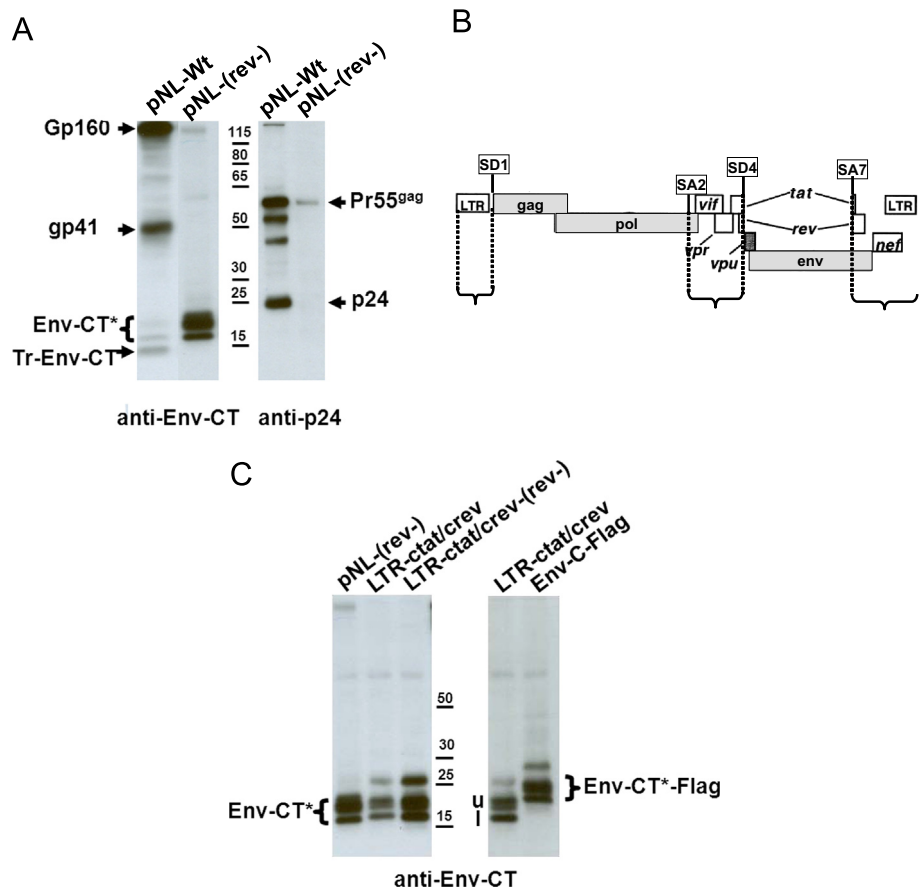 A
B
pNL-Wt
pNL-(rev-)
pNL-Wt
pNL-(rev-)
Gp160
115
80
65
Pr55gag
gp41
50
30
25
p24
Env-CT*
15
Tr-Env-CT
anti-Env-CT anti-p24
SD1
SD4
SA7
SA2
LTR
gag
vif
tat
LTR
pol
rev
vpr
vpu
nef
env
C
pNL-(rev-)
LTR-ctat/crev
LTR-ctat/crev-(rev-)
LTR-ctat/crev
Env-C-Flag
50
30
25
Env-CT*-Flag
Env-CT*
u
l
15
anti-Env-CT